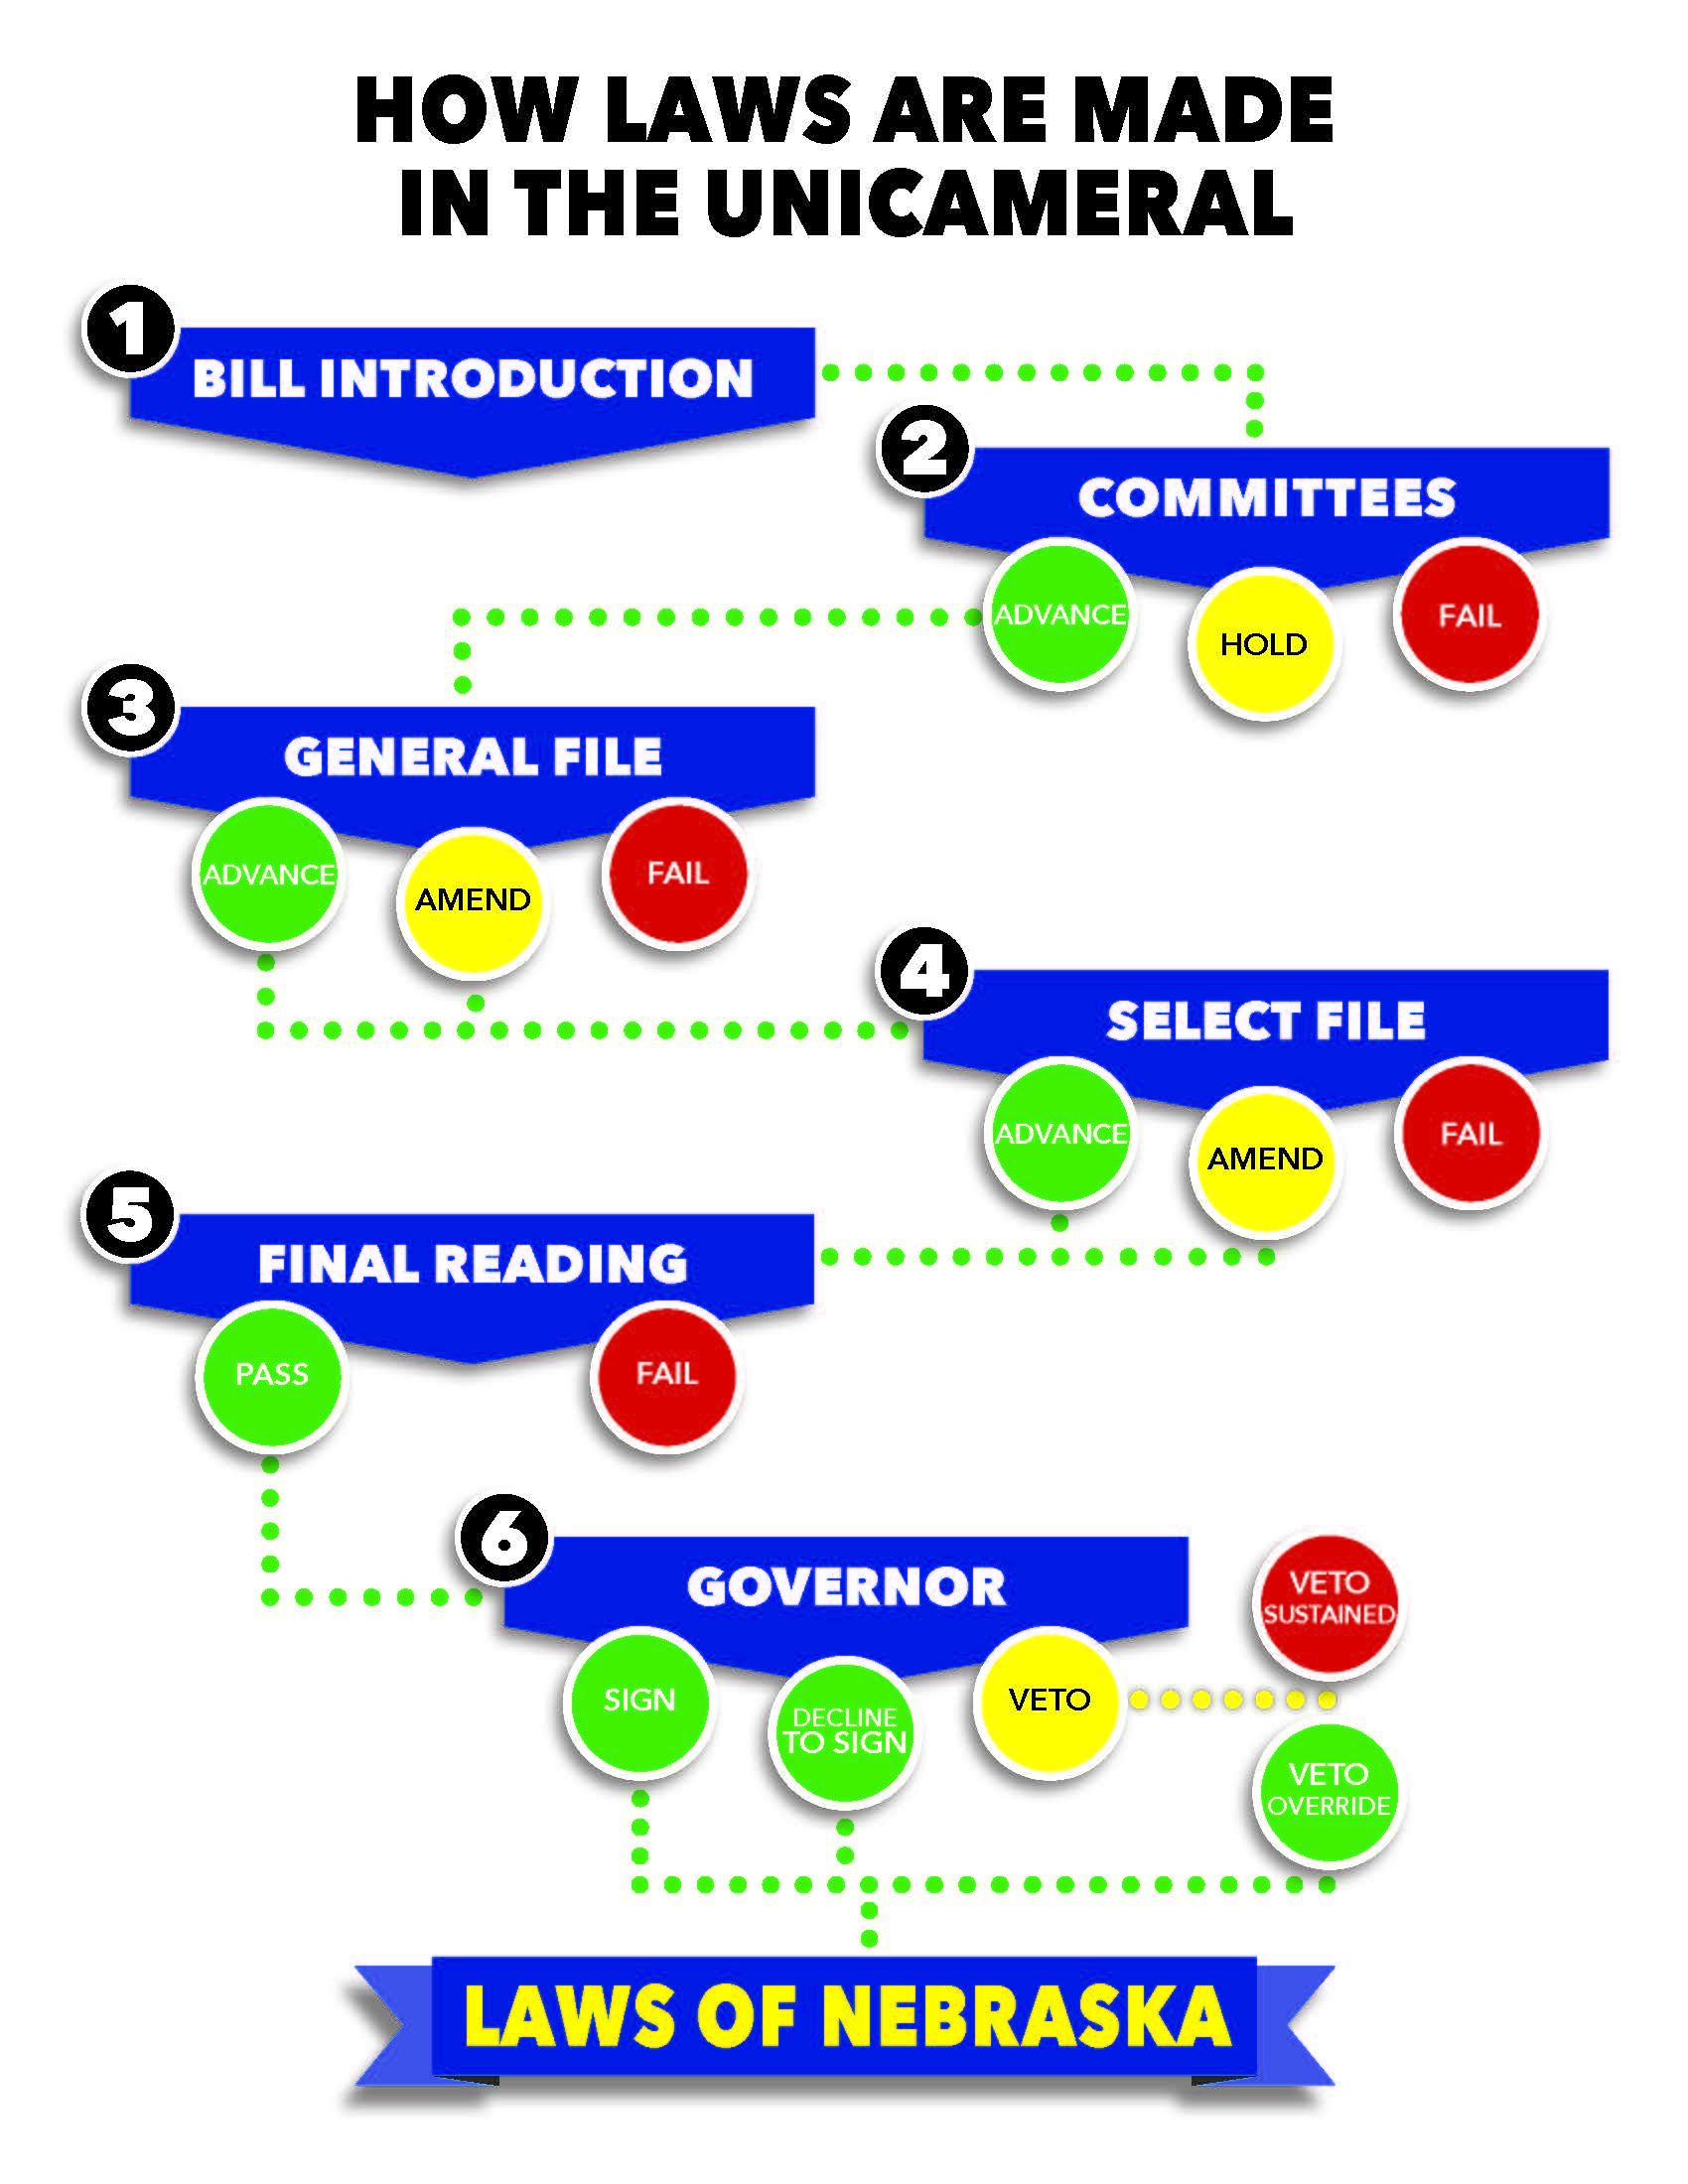 HOW LAWS ARE MADE
IN THE UNICAMERAL
1
BILL INTRODUCTION
2
COMMITTEES
ADVANCE
HOLD
FAIL
3
GENERAL FILE
ADVANCE
AMEND
FAIL
4
SELECT FILE
ADVANCE
AMEND
FAIL
5
FINAL READING
PASS
FAIL
6
GOVERNOR
SIGN
DECLINE
TO SIGN
VETO
VETO
SUSTAINED
VETO
OVERRIDE
LAWS OF NEBRASKA